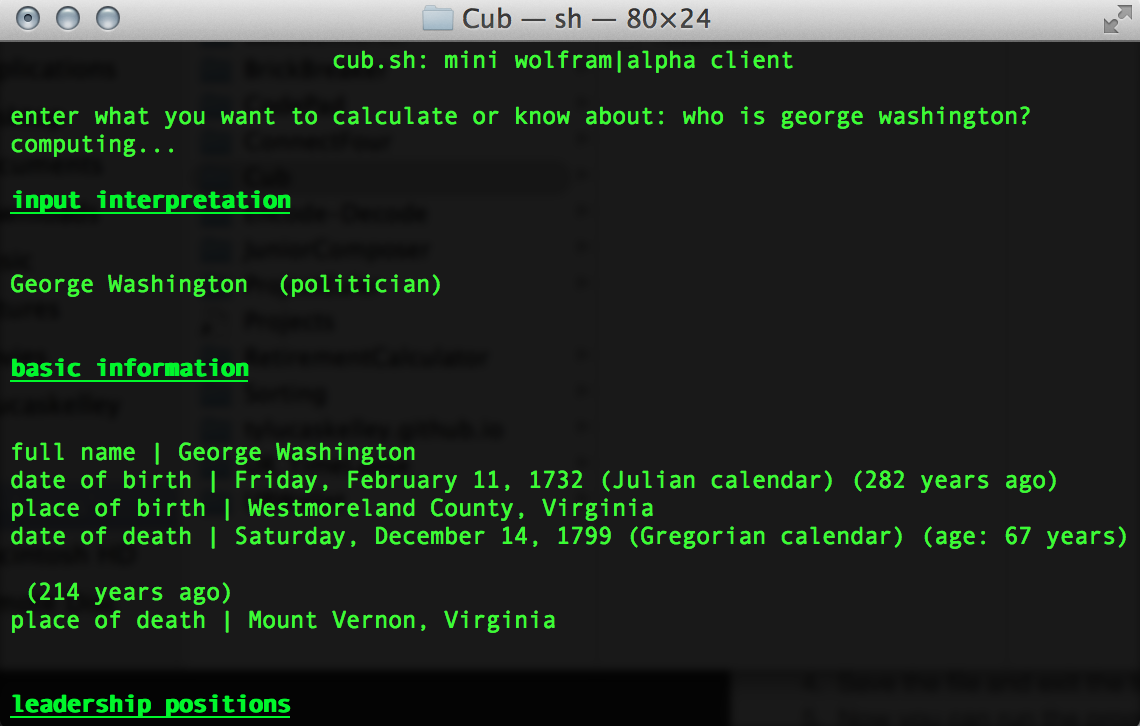 Cub — sh — 80×24
cub.sh: mini wolfram|alpha client
enter what you want to calculate or know about: who is george washington?
computing...
input interpretation
George Washington  (politician)
Projects
basic information
RetirementCalculator
Sorting
full name | George Washington
date of birth | Friday, February 11, 1732 (Julian calendar) (282 years ago)
place of birth | Westmoreland County, Virginia
date of death | Saturday, December 14, 1799 (Gregorian calendar) (age: 67 years)
(214 years ago)
place of death | Mount Vernon, Virginia
leadership positions